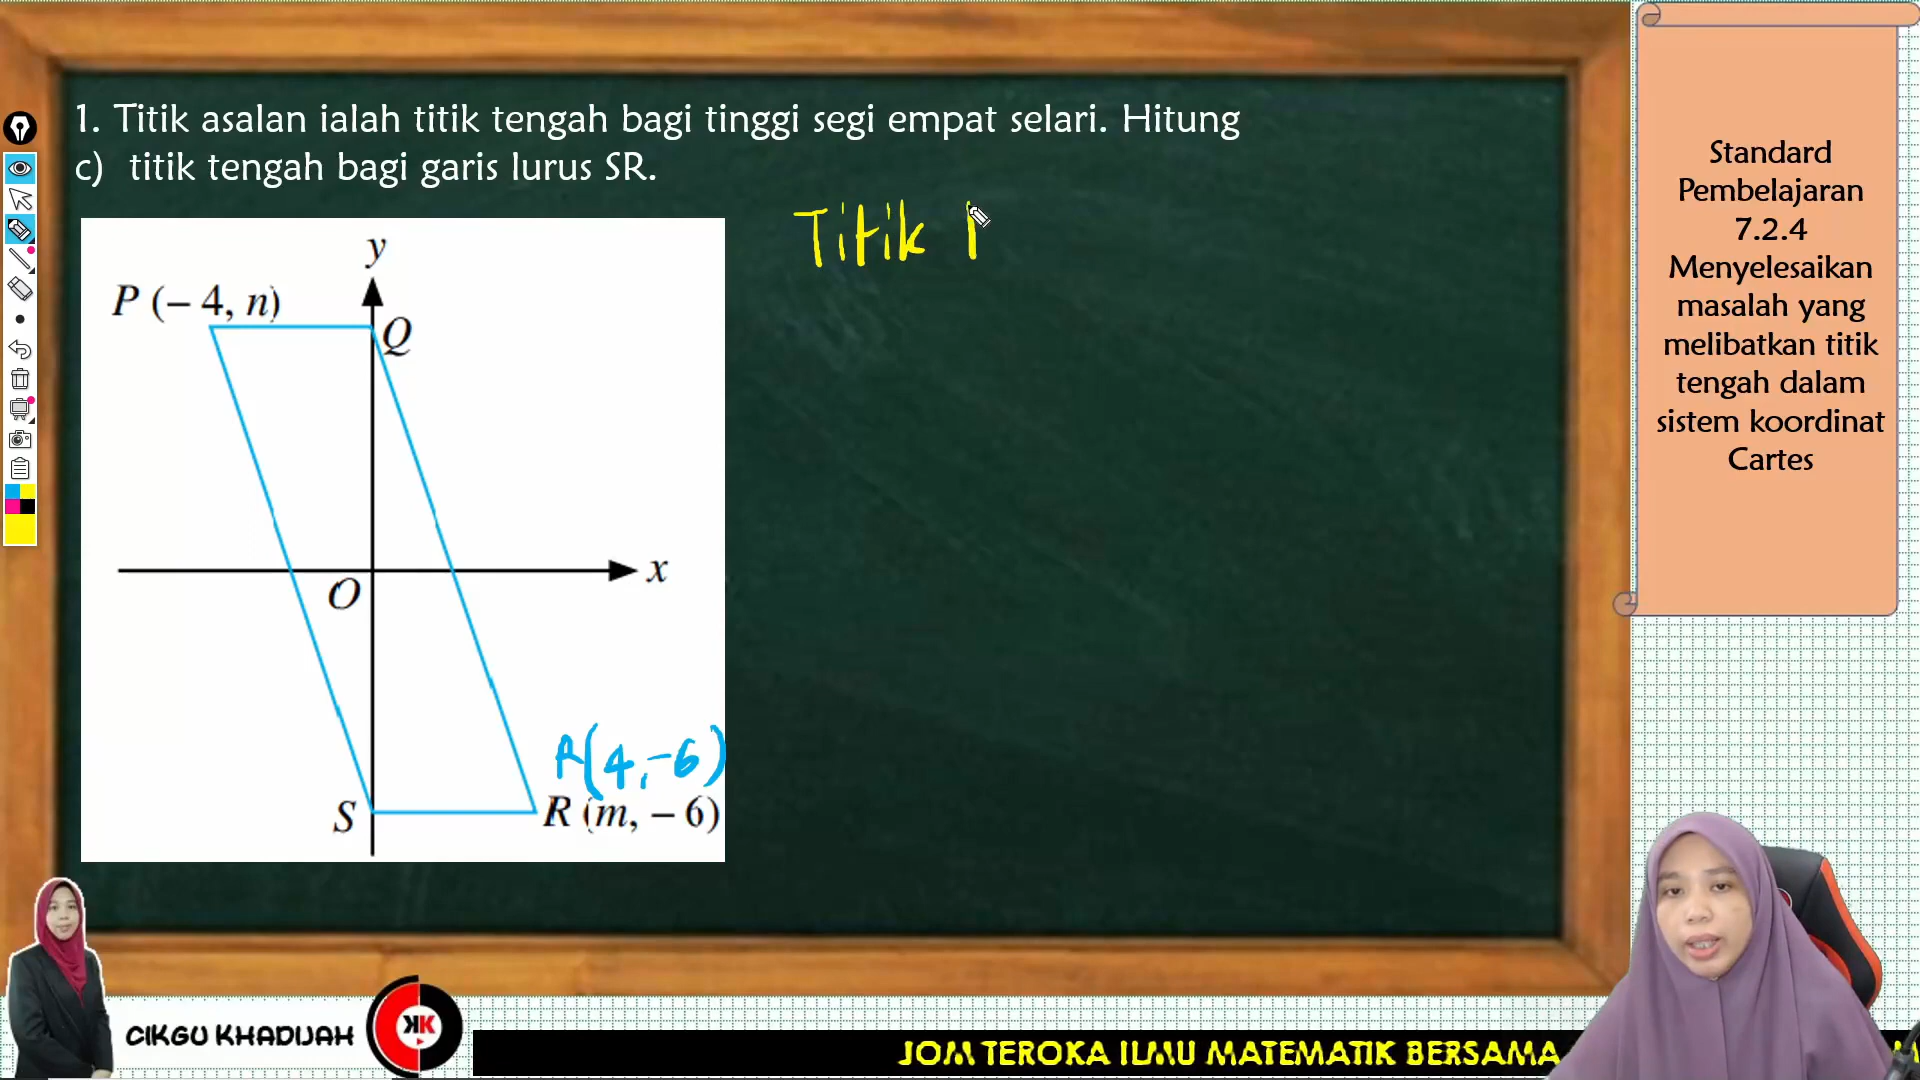 1. Titik asalan ialah titik tengah bagi tinggi segi empat selari. Hitung
c) titik tengah bagi garis lurus SR.
Titik
y
P (– 4, n)
Q
x
O
R(4,-6)
S
R (m, – 6)
Standard
Pembelajaran
7.2.4
Menyelesaikan
masalah yang
melibatkan titik
tengah dalam
sistem koordinat
Cartes
CIKGU KHADIJAH
KK
JOM TEROKA ILMU MATEMATIK BERSAMA